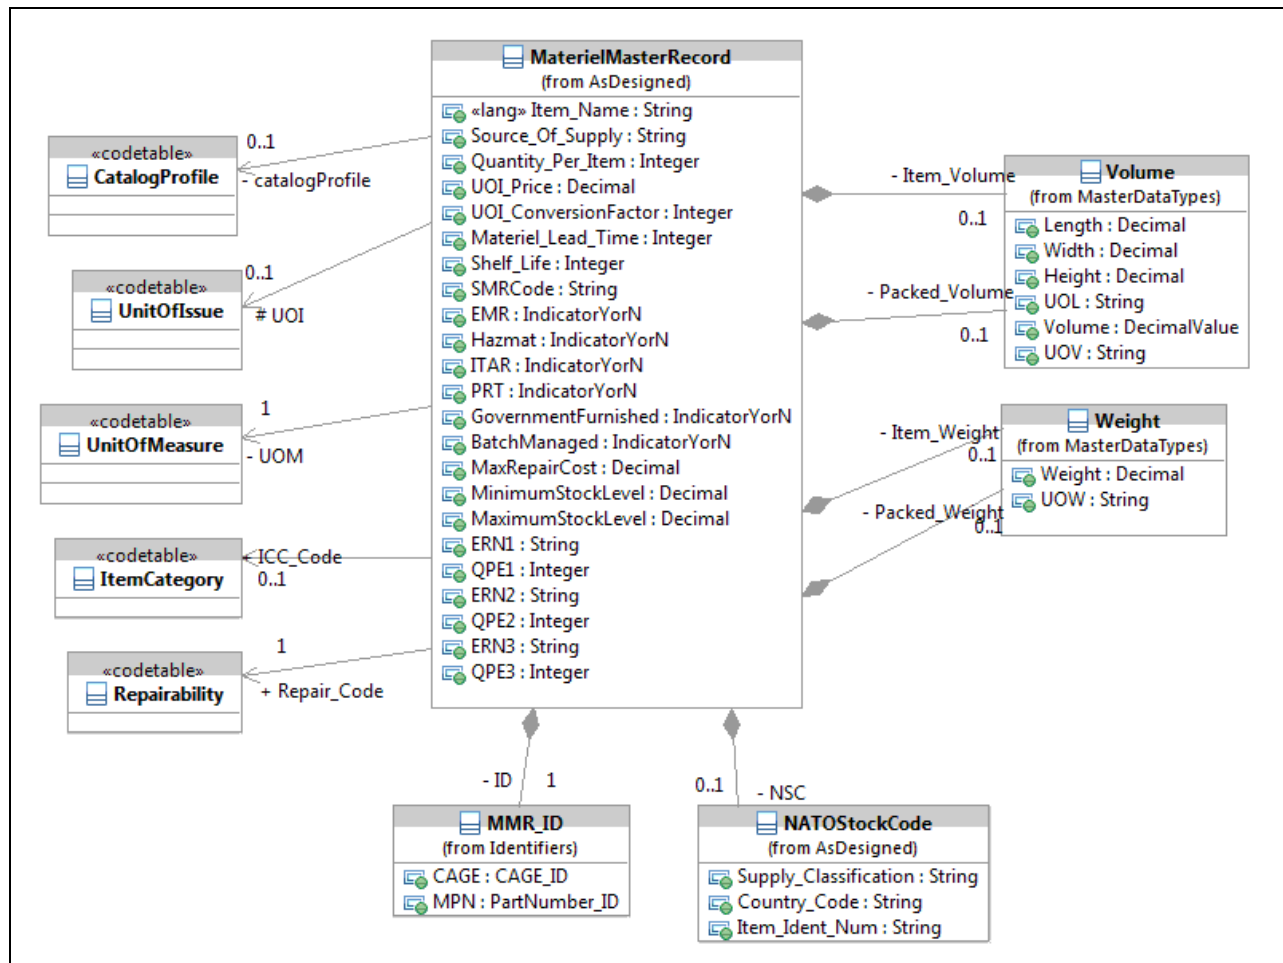 MaterielMasterRecord
(from AsDesigned)
«lang» Item_Name : String
Source_Of_Supply : String
Quantity_Per_Item : Integer
UOI_Price : Decimal
UOI_ConversionFactor : Integer
Materiel_Lead_Time : Integer
Shelf_Life : Integer
SMRCode : String
EMR : IndicatorYorN
Hazmat : IndicatorYorN
ITAR : IndicatorYorN
PRT : IndicatorYorN
GovernmentFurnished : IndicatorYorN
BatchManaged : IndicatorYorN
MaxRepairCost : Decimal
MinimumStockLevel : Decimal
MaximumStockLevel : Decimal
ERN1 : String
QPE1 : Integer
ERN2 : String
QPE2 : Integer
ERN3 : String
QPE3 : Integer
«codetable»
CatalogProfile
0..1
- catalogProfile
«codetable»
UnitOfIssue
0..1
# UOI
«codetable»
UnitOfMeasure
1
- UOM
«codetable»
ItemCategory
+ ICC_Code
0..1
«codetable»
Repairability
1
+ Repair_Code
- Item_Volume
0..1
- Packed_Volume
0..1
Volume
(from MasterDataTypes)
Length : Decimal
Width : Decimal
Height : Decimal
UOL : String
Volume : DecimalValue
UOV : String
- Item_Weight
0..1
- Packed_Weight
0..1
Weight
(from MasterDataTypes)
Weight : Decimal
UOW : String
- ID
1
MMR_ID
(from Identifiers)
CAGE : CAGE_ID
MPN : PartNumber_ID
0..1
- NSC
NATOStockCode
(from AsDesigned)
Supply_Classification : String
Country_Code : String
Item_Ident_Num : String